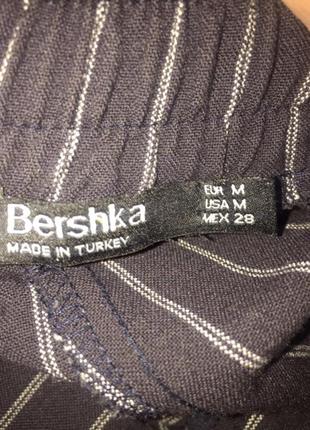 Bershka
MADE IN TURKEY
EUR M
USA M
MEX 28